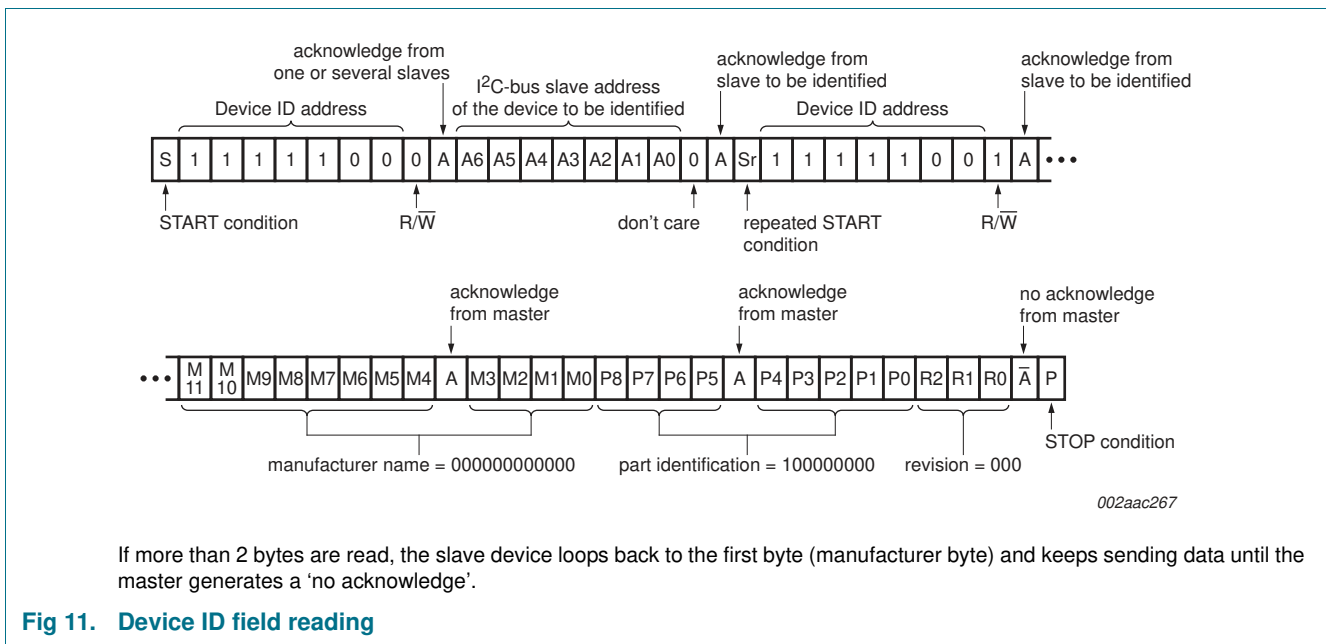 acknowledge from
one or several slaves
I²C-bus slave address
of the device to be identified
acknowledge from
slave to be identified
acknowledge from
slave to be identified
Device ID address
Device ID address
S 1 1 1 1 1 0 0 0 A A6 A5 A4 A3 A2 A1 A0 0 A Sr 1 1 1 1 1 0 0 1 A •••
START condition
R/W̅
don't care
repeated START
condition
R/W̅
acknowledge
from master
acknowledge
from master
no acknowledge
from master
••• M11 M10 M9 M8 M7 M6 M5 M4 A M3 M2 M1 M0 P8 P7 P6 P5 A P4 P3 P2 P1 P0 R2 R1 R0 A̅ P
STOP condition
manufacturer name = 000000000000
part identification = 100000000
revision = 000
002aac267
If more than 2 bytes are read, the slave device loops back to the first byte (manufacturer byte) and keeps sending data until the
master generates a ‘no acknowledge’.
Fig 11. Device ID field reading